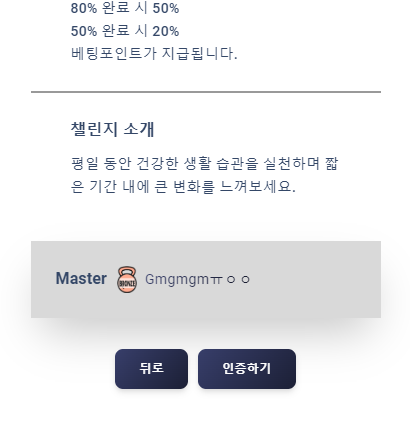 80% 완료 시 50%
50% 완료 시 20%
베팅포인트가 지급됩니다.
챌린지 소개
평일 동안 건강한 생활 습관을 실천하며 짧
은 기간 내에 큰 변화를 느껴보세요.
Master BRONZE Gmgmgmㅠㅇㅇ
뒤로 인증하기